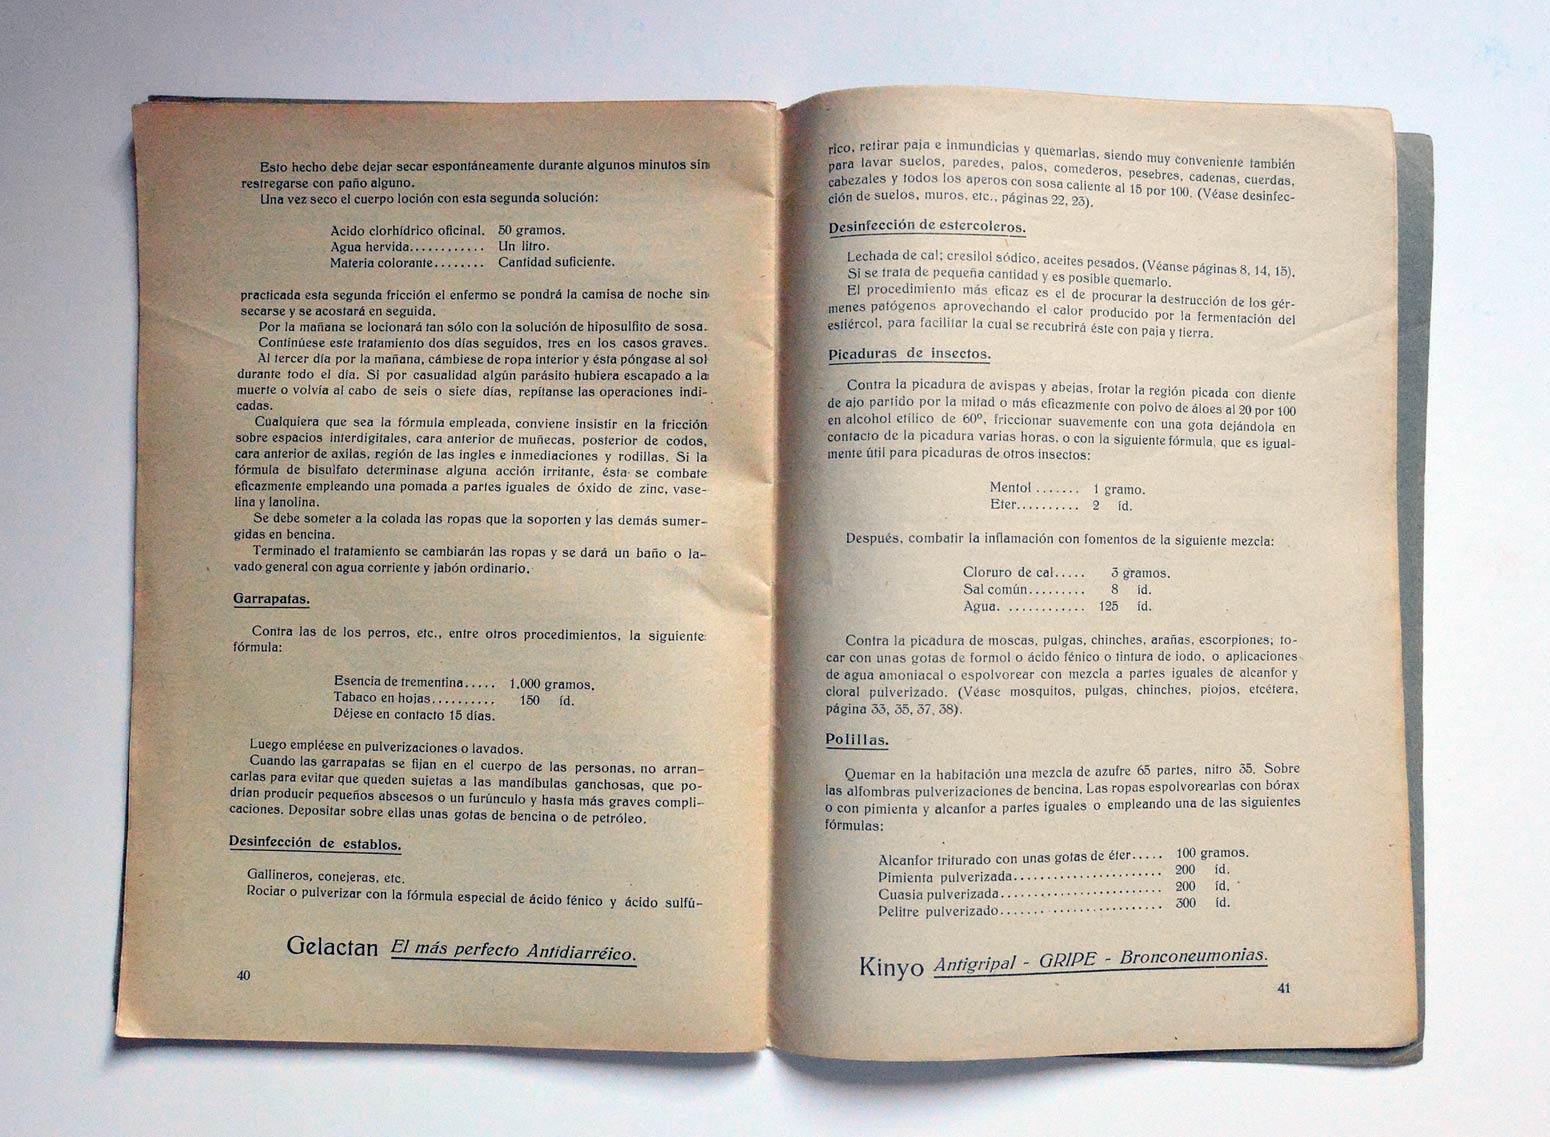 Esto hecho debe dejar secar espontáneamente durante algunos minutos sin
restregarse con paño alguno.
Una vez seco el cuerpo loción con esta segunda solución:
Acido clorhídrico oficinal. 50 gramos.
Agua hervida............ Un litro.
Materia colorante........ Cantidad suficiente.
practicada esta segunda fricción el enfermo se pondrá la camisa de noche sin
secarse y se acostará en seguida.
Por la mañana se locionará tan sólo con la solución de hiposulfito de sosa.
Continúese este tratamiento dos días seguidos, tres en los casos graves.
Al tercer día por la mañana, cámbiese de ropa interior y ésta póngase al sol
durante todo el día. Si por casualidad algún parásito hubiera escapado a la
muerte o volvía al cabo de seis o siete días, repítanse las operaciones indi-
cadas.
Cualquiera que sea la fórmula empleada, conviene insistir en la fricción
sobre espacios interdigitales, cara anterior de muñecas, posterior de codos,
cara anterior de axilas, región de las ingles e inmediaciones y rodillas. Si la
fórmula de bisulfato determinase alguna acción irritante, ésta se combate
eficazmente empleando una pomada a partes iguales de óxido de zinc, vase-
lina y lanolina.
Se debe someter a la colada las ropas que la soporten y las demás sumer-
gidas en bencina.
Terminado el tratamiento se cambiarán las ropas y se dará un baño o la-
vado general con agua corriente y jabón ordinario.
Garrapatas.
Contra las de los perros, etc., entre otros procedimientos, la siguiente
fórmula:
Esencia de trementina..... 1.000 gramos.
Tabaco en hojas.......... 150 íd.
Déjese en contacto 15 días.
Luego empléese en pulverizaciones o lavados.
Cuando las garrapatas se fijan en el cuerpo de las personas, no arran-
carlas para evitar que queden sujetas a las mandíbulas ganchosas, que po-
drían producir pequeños abscesos o un furúnculo y hasta más graves compli-
caciones. Depositar sobre ellas unas gotas de bencina o de petróleo.
Desinfección de establos.
Gallineros, conejeras, etc.
Rociar o pulverizar con la fórmula especial de ácido fénico y ácido sulfú-
Gelactan El más perfecto Antidiarréico.
40
rico, retirar paja e inmundicias y quemarlas, siendo muy conveniente también
para lavar suelos, paredes, palos, comederos, pesebres, cadenas, cuerdas,
cabezales y todos los aperos con sosa caliente al 15 por 100. (Véase desinfec-
ción de suelos, muros, etc., páginas 22, 23).
Desinfección de estercoleros.
Lechada de cal; cresilol sódico, aceites pesados. (Véanse páginas 8, 14, 15).
Si se trata de pequeña cantidad y es posible quemarlo.
El procedimiento más eficaz es el de procurar la destrucción de los gér-
menes patógenos aprovechando el calor producido por la fermentación del
estiércol, para facilitar la cual se recubrirá éste con paja y tierra.
Picaduras de insectos.
Contra la picadura de avispas y abejas, frotar la región picada con diente
de ajo partido por la mitad o más eficazmente con polvo de áloes al 20 por 100
en alcohol etílico de 60º, friccionar suavemente con una gota dejándola en
contacto de la picadura varias horas, o con la siguiente fórmula, que es igual-
mente útil para picaduras de otros insectos:
Mentol ....... 1 gramo.
Eter.......... 2 íd.
Después, combatir la inflamación con fomentos de la siguiente mezcla:
Cloruro de cal..... 3 gramos.
Sal común......... 8 íd.
Agua. ............ 125 íd.
Contra la picadura de moscas, pulgas, chinches, arañas, escorpiones; to-
car con unas gotas de formol o ácido fénico o tintura de iodo, o aplicaciones
de agua amoniacal o espolvorear con mezcla a partes iguales de alcanfor y
cloral pulverizado. (Véase mosquitos, pulgas, chinches, piojos, etcétera,
página 33, 35, 37, 38).
Polillas.
Quemar en la habitación una mezcla de azufre 65 partes, nitro 35. Sobre
las alfombras pulverizaciones de bencina. Las ropas espolvorearlas con bórax
o con pimienta y alcanfor a partes iguales o empleando una de las siguientes
fórmulas:
Alcanfor triturado con unas gotas de éter..... 100 gramos.
Pimienta pulverizada....................... 200 íd.
Cuasia pulverizada......................... 200 íd.
Pelitre pulverizado......................... 300 íd.
Kinyo Antigripal - GRIPE - Bronconeumonias.
41